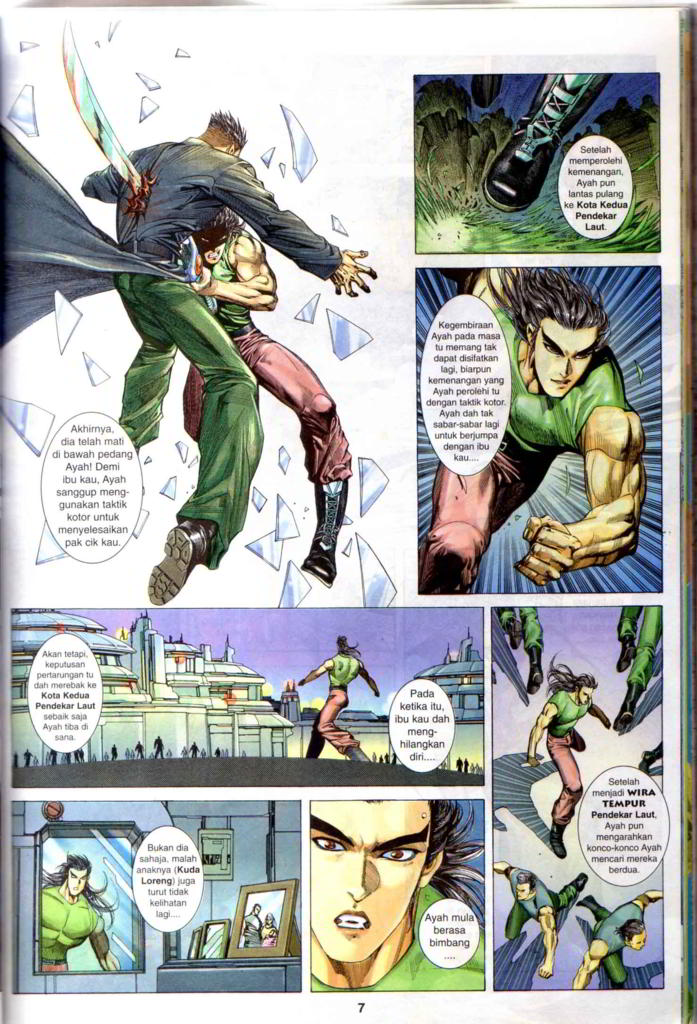 Akhirnya,
dia telah mati
di bawah pedang
Ayah! Demi
ibu kau, Ayah
sanggup meng-
gunakan taktik
kotor untuk
menyelesaikan
pak cik kau.
Setelah
memperolehi
kemenangan,
Ayah pun
lantas pulang
ke Kota Kedua
Pendekar
Laut.
Kegembiraan
Ayah pada masa
tu memang tak
dapat disifatkan
lagi, biarpun
kemenangan yang
Ayah perolehi tu
dengan taktik kotor.
Ayah dah tak
sabar-sabar lagi
untuk berjumpa
dengan ibu
kau....
Akan tetapi,
keputusan
pertarungan itu
dah merebak ke
Kota Kedua
Pendekar Laut
sebaik saja
Ayah tiba di
sana.
Pada
ketika itu,
ibu kau dah
meng-
hilangkan
diri....
Setelah
menjadi WIRA
TEMPUR
Pendekar Laut,
Ayah pun
mengarahkan
konco-konco Ayah
mencari mereka
berdua.
Bukan dia
sahaja, malah
anaknya (Kuda
Loreng) juga
turut tidak
kelihatan
lagi....
Ayah mula
berasa
bimbang
....
7